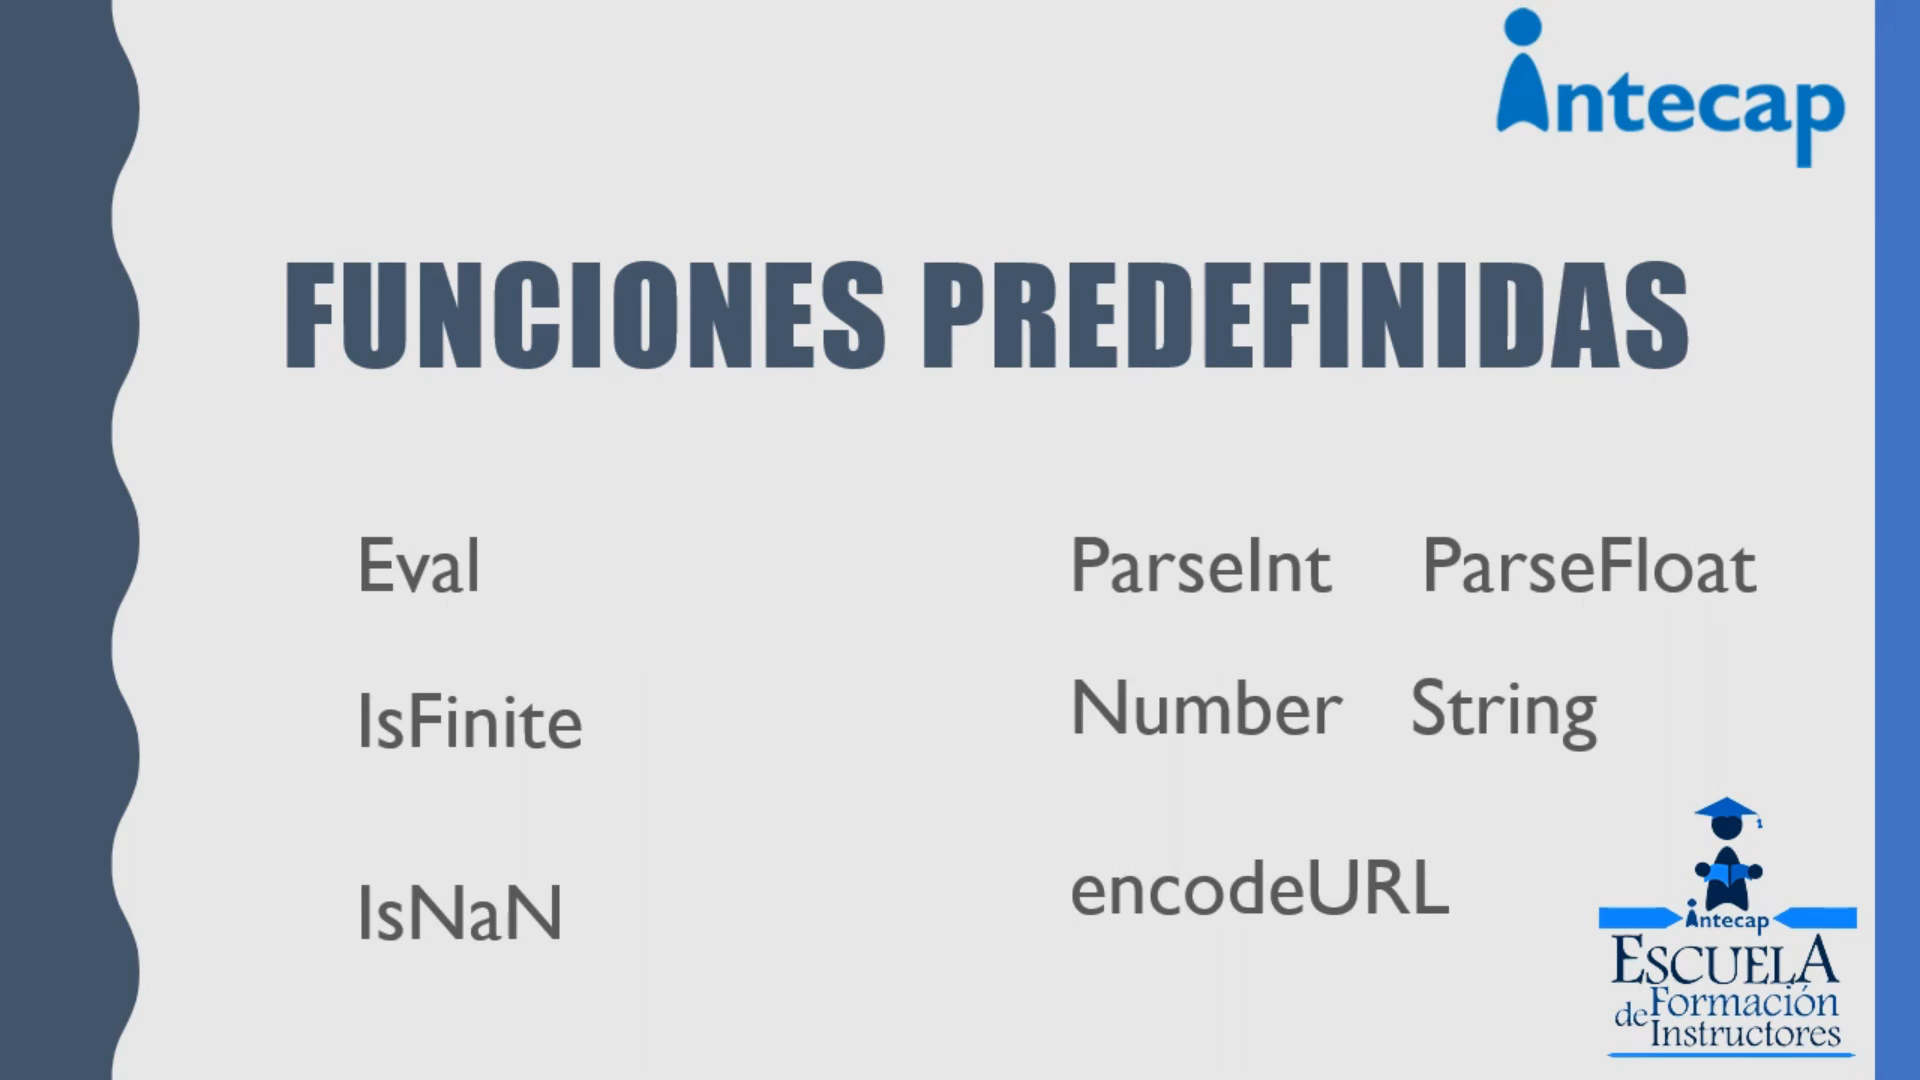 intecap
FUNCIONES PREDEFINIDAS
Eval
ParseInt ParseFloat
IsFinite
Number String
IsNaN
encodeURL
intecap
ESCUELA
de Formación
Instructores